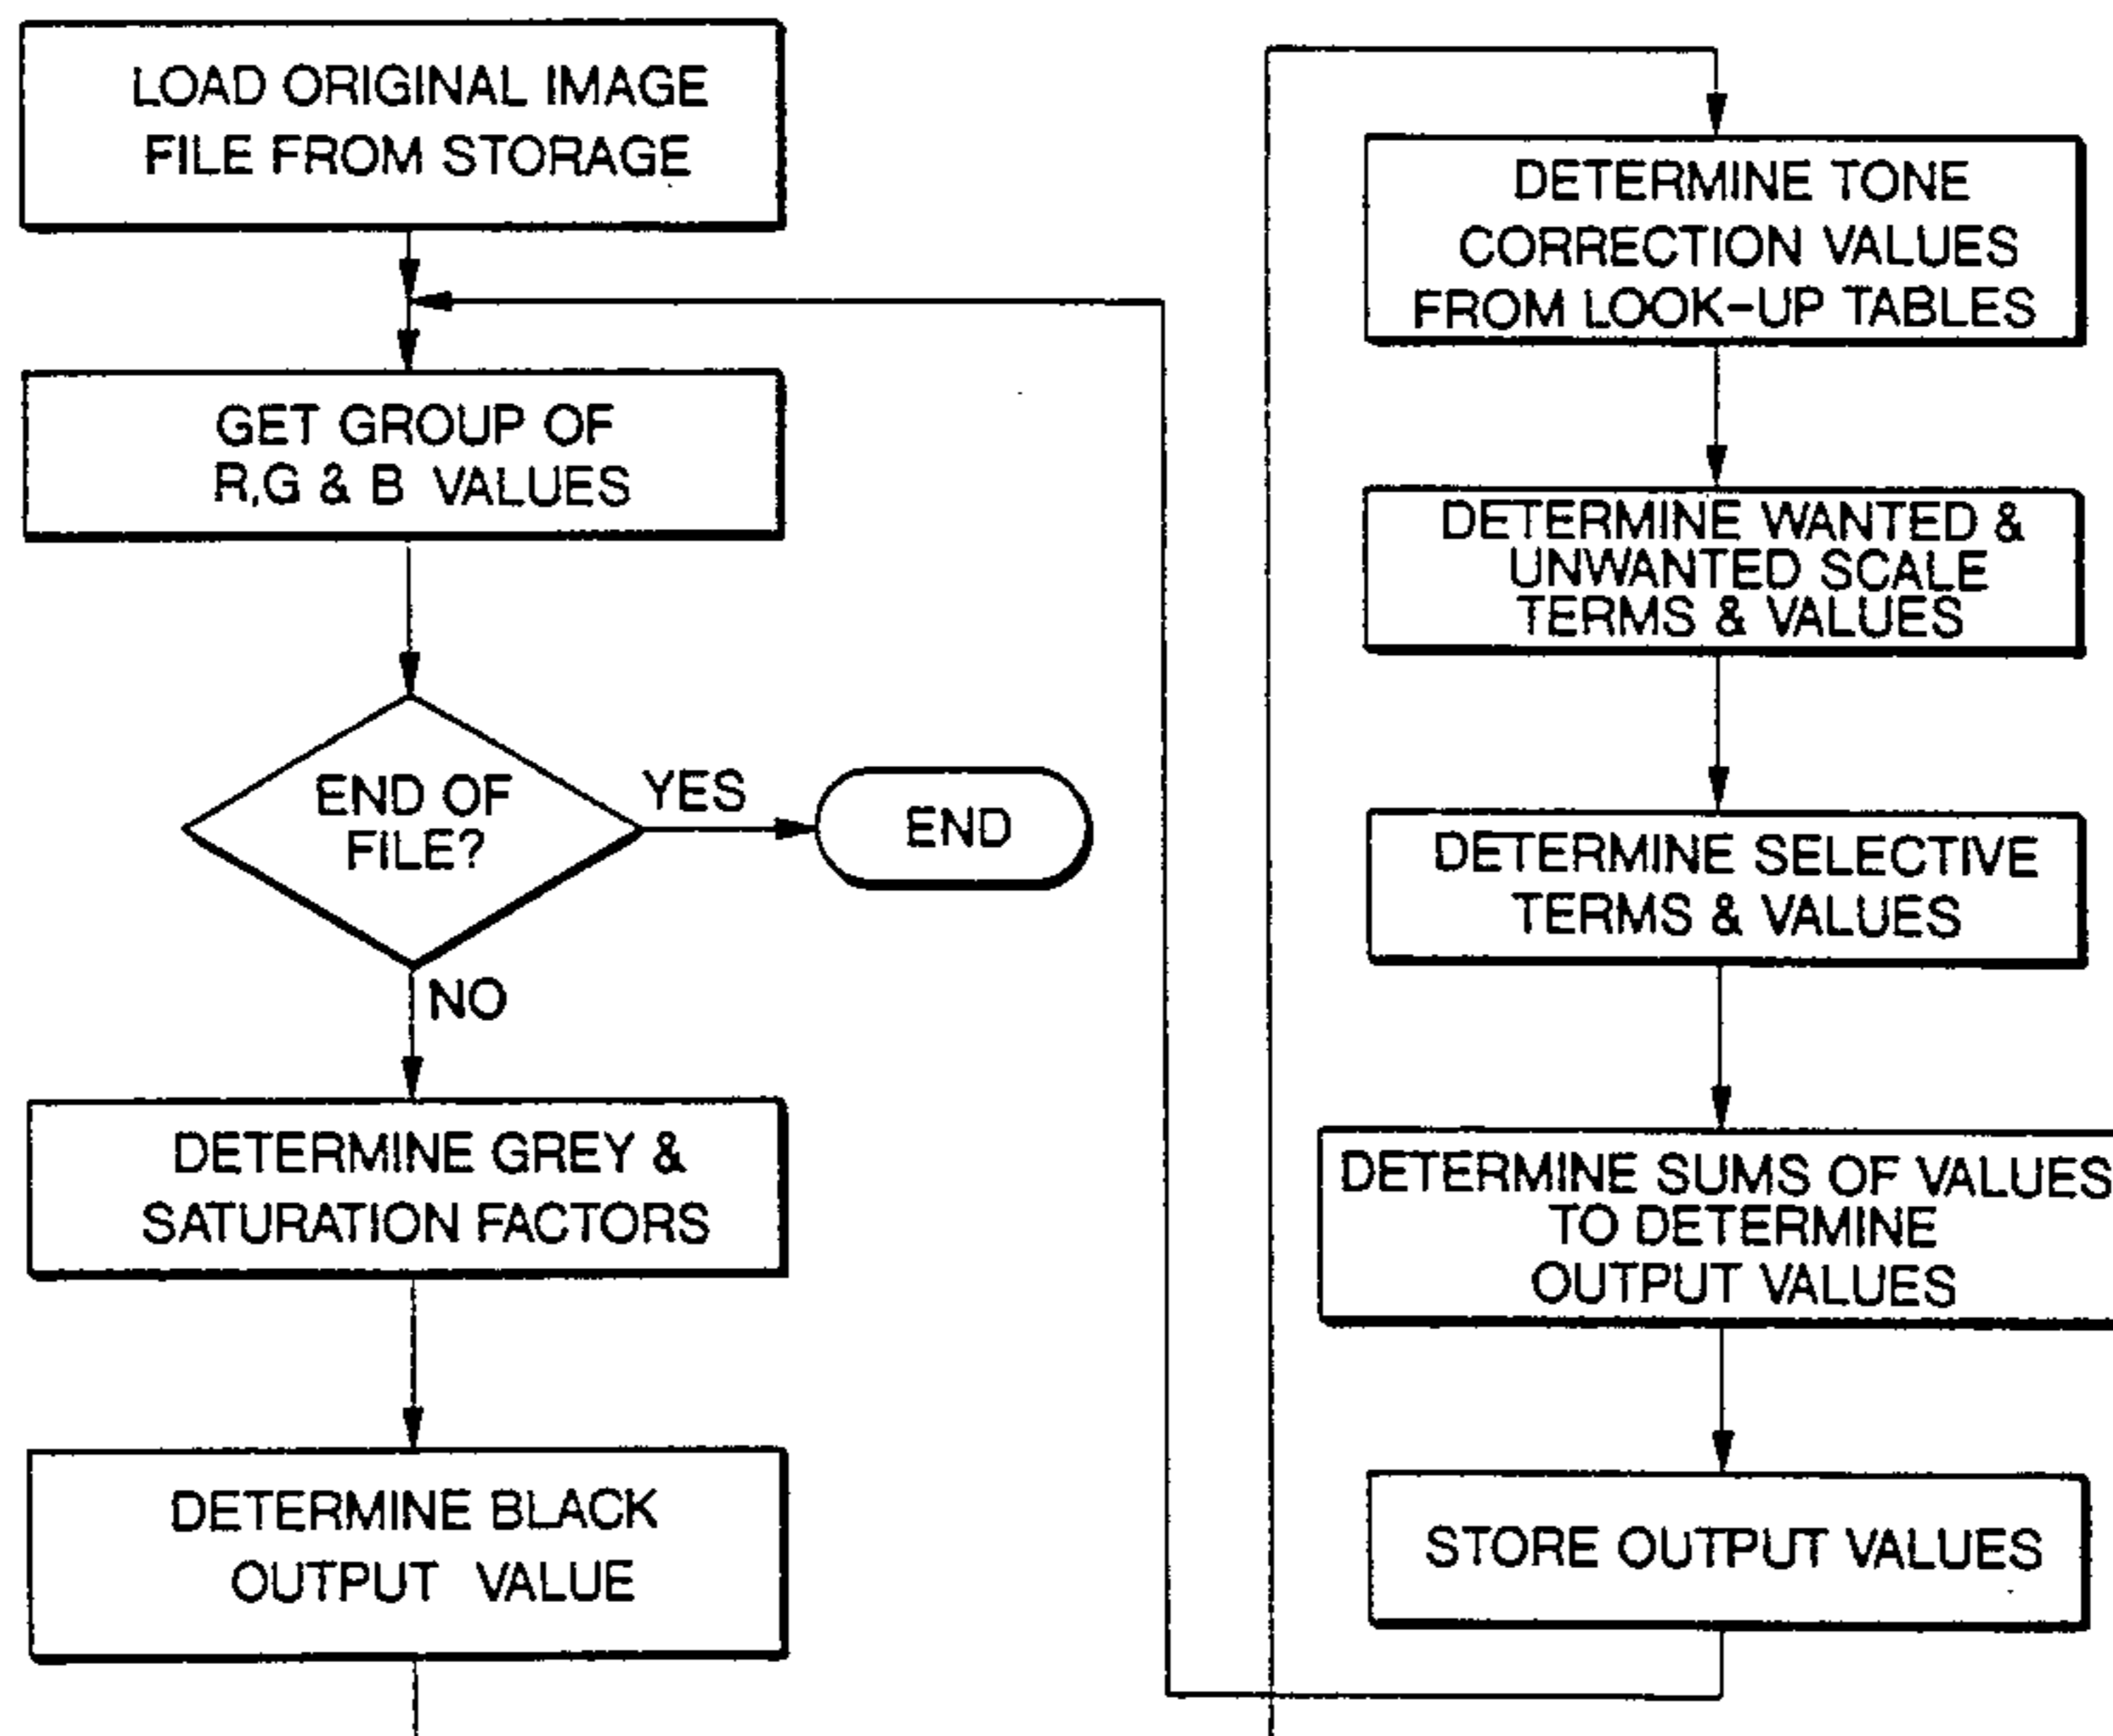 LOAD ORIGINAL IMAGE
FILE FROM STORAGE
GET GROUP OF
R,G & B VALUES
END OF
FILE?
YES
END
NO
DETERMINE GREY &
SATURATION FACTORS
DETERMINE BLACK
OUTPUT VALUE
DETERMINE TONE
CORRECTION VALUES
FROM LOOK-UP TABLES
DETERMINE WANTED &
UNWANTED SCALE
TERMS & VALUES
DETERMINE SELECTIVE
TERMS & VALUES
DETERMINE SUMS OF VALUES
TO DETERMINE
OUTPUT VALUES
STORE OUTPUT VALUES